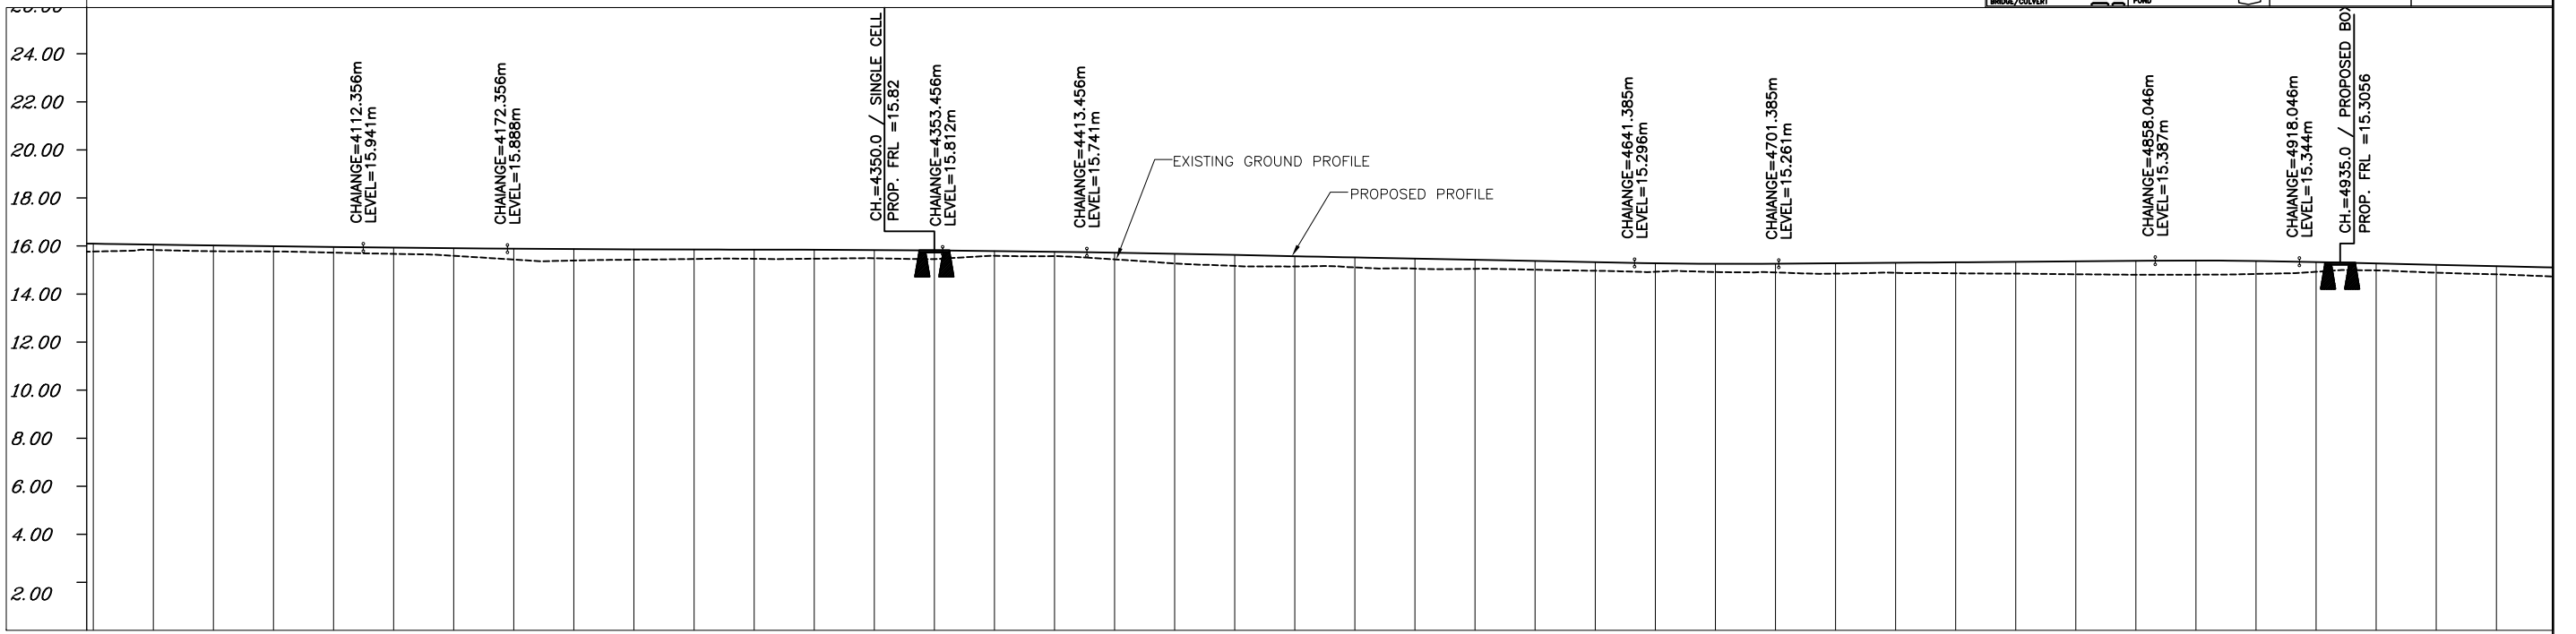 BRIDGE/CULVERT
POND
24.00
22.00
20.00
18.00
16.00
14.00
12.00
10.00
8.00
6.00
4.00
2.00
CHAIANGE=4112.356m
LEVEL=15.941m
CHAIANGE=4172.356m
LEVEL=15.888m
CH.=4350.0 / SINGLE CELL
PROP. FRL =15.82
CHAIANGE=4353.456m
LEVEL=15.812m
CHAIANGE=4413.456m
LEVEL=15.741m
EXISTING GROUND PROFILE
PROPOSED PROFILE
CHAIANGE=4641.385m
LEVEL=15.296m
CHAIANGE=4701.385m
LEVEL=15.261m
CHAIANGE=4858.046m
LEVEL=15.387m
CHAIANGE=4918.046m
LEVEL=15.344m
CH.=4935.0 / PROPOSED BOX
PROP. FRL =15.3056